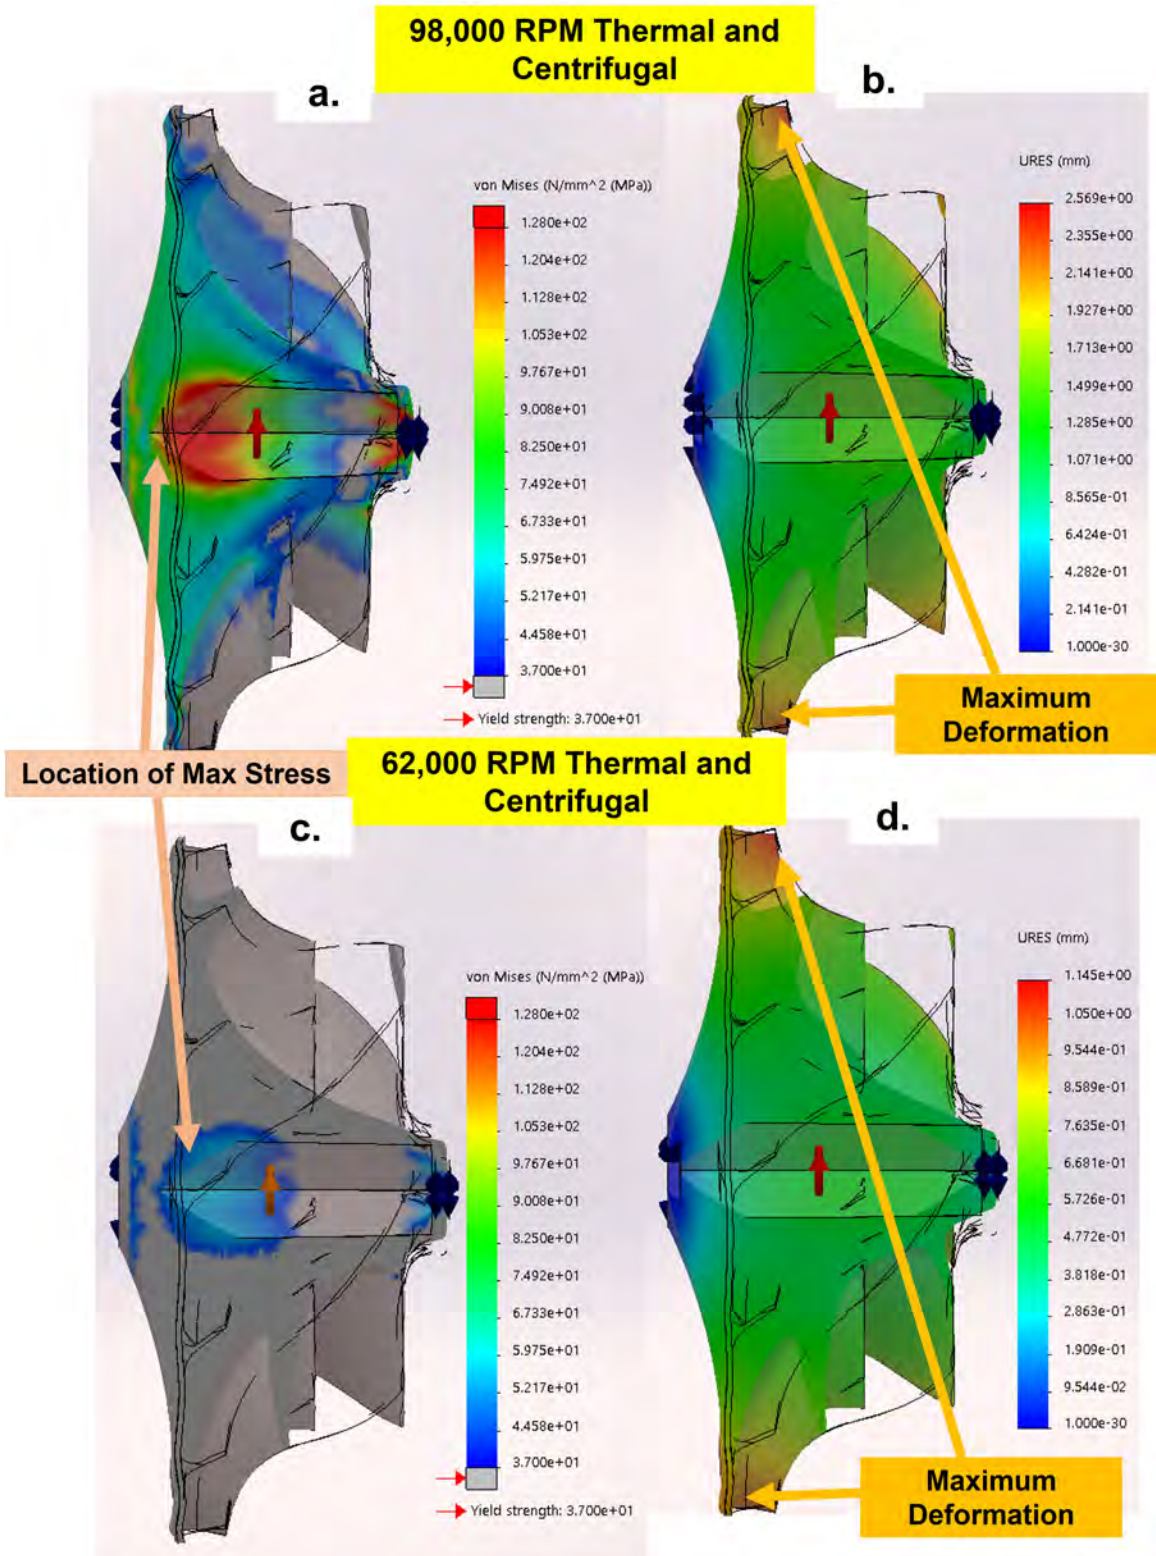 98,000 RPM Thermal and
Centrifugal
a.
b.
von Mises (N/mm^2 (MPa))
1.280e+02
1.204e+02
1.128e+02
1.053e+02
9.767e+01
9.008e+01
8.250e+01
7.492e+01
6.733e+01
5.975e+01
5.217e+01
4.458e+01
3.700e+01
Yield strength: 3.700e+01
URES (mm)
2.569e+00
2.355e+00
2.141e+00
1.927e+00
1.713e+00
1.499e+00
1.285e+00
1.071e+00
8.565e-01
6.424e-01
4.282e-01
2.141e-01
1.000e-30
Maximum
Deformation
Location of Max Stress
62,000 RPM Thermal and
Centrifugal
c.
d.
von Mises (N/mm^2 (MPa))
1.280e+02
1.204e+02
1.128e+02
1.053e+02
9.767e+01
9.008e+01
8.250e+01
7.492e+01
6.733e+01
5.975e+01
5.217e+01
4.458e+01
3.700e+01
Yield strength: 3.700e+01
URES (mm)
1.145e+00
1.050e+00
9.544e-01
8.589e-01
7.635e-01
6.681e-01
5.726e-01
4.772e-01
3.818e-01
2.863e-01
1.909e-01
9.544e-02
1.000e-30
Maximum
Deformation